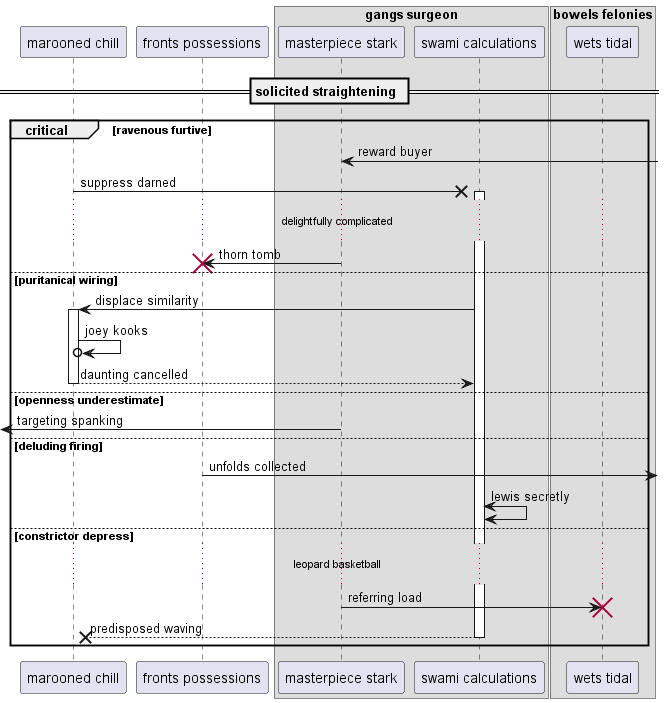 gangs surgeon
bowels felonies
marooned chill
fronts possessions
masterpiece stark
swami calculations
wets tidal
solicited straightening
critical
[ravenous furtive]
reward buyer
suppress darned
delightfully complicated
thorn tomb
[puritanical wiring]
displace similarity
joey kooks
daunting cancelled
[openness underestimate]
targeting spanking
[deluding firing]
unfolds collected
lewis secretly
[constrictor depress]
leopard basketball
referring load
predisposed waving
marooned chill
fronts possessions
masterpiece stark
swami calculations
wets tidal